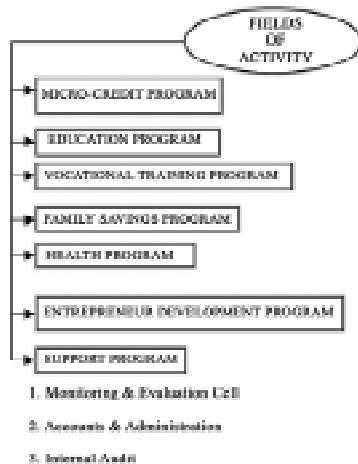 FIELDS
OF
ACTIVITY
MICRO-CREDIT PROGRAM
EDUCATION PROGRAM
VOCATIONAL TRAINING PROGRAM
FAMILY SAVINGS PROGRAM
HEALTH PROGRAM
ENTREPRENEUR DEVELOPMENT PROGRAM
SUPPORT PROGRAM
1. Monitoring & Evaluation Cell
2. Accounts & Administration
3. Internal Audit